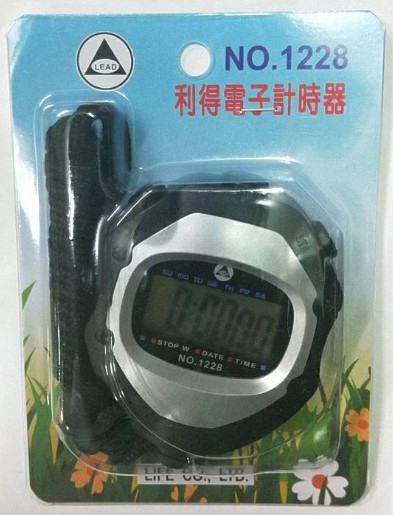 LEAD
NO.1228
利得電子計時器
SU MO TU WE TH FR SA
STOP W DATE TIME
NO.1228
LIFE CO., LTD.